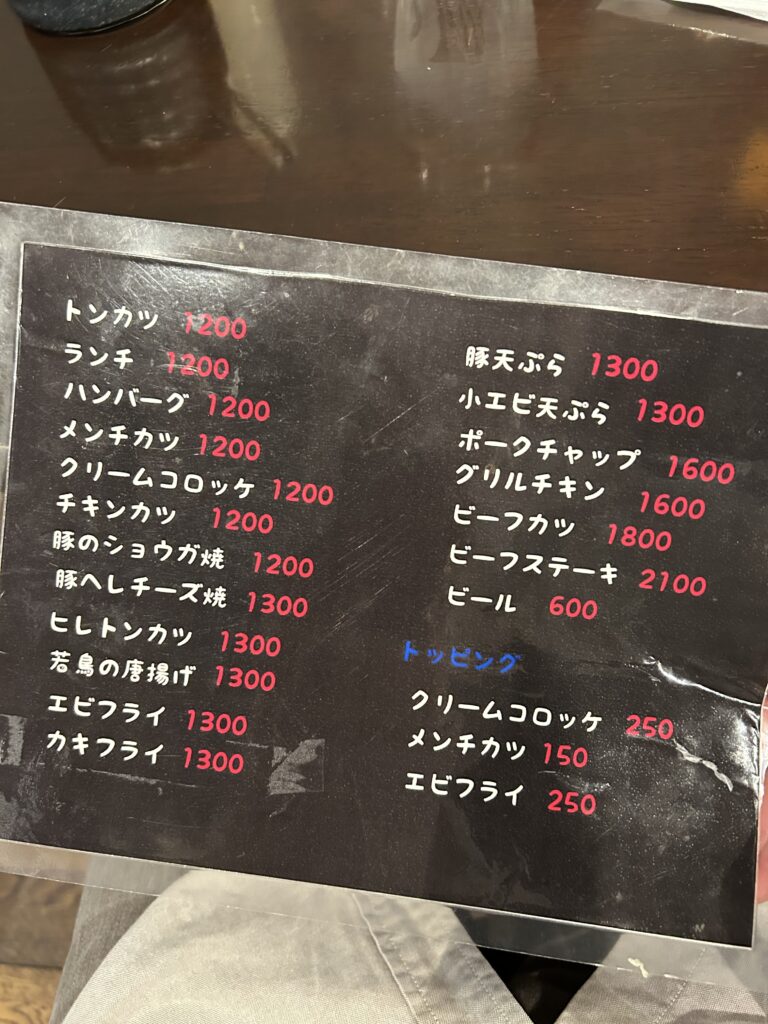 トンカツ 1200
ランチ 1200
ハンバーグ 1200
メンチカツ 1200
クリームコロッケ 1200
チキンカツ 1200
豚のショウガ焼 1200
豚ヘレチーズ焼 1300
ヒレトンカツ 1300
若鳥の唐揚げ 1300
エビフライ 1300
カキフライ 1300
豚天ぷら 1300
小エビ天ぷら 1300
ポークチャップ 1600
グリルチキン 1600
ビーフカツ 1800
ビーフステーキ 2100
ビール 600
トッピング
クリームコロッケ 250
メンチカツ 150
エビフライ 250